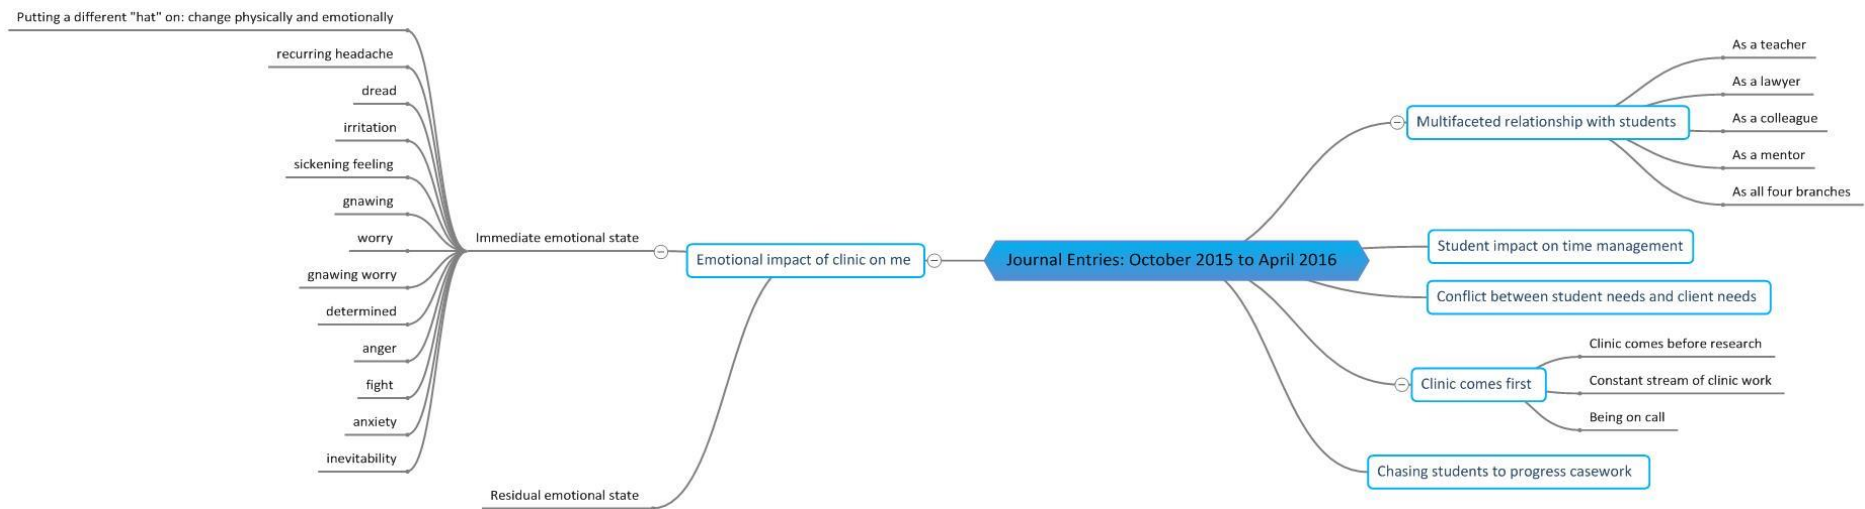 Putting a different "hat" on: change physically and emotionally
recurring headache
dread
irritation
sickening feeling
gnawing
worry
gnawing worry
determined
anger
fight
anxiety
inevitability
Immediate emotional state
Residual emotional state
Emotional impact of clinic on me
Journal Entries: October 2015 to April 2016
Multifaceted relationship with students
As a teacher
As a lawyer
As a colleague
As a mentor
As all four branches
Student impact on time management
Conflict between student needs and client needs
Clinic comes first
Clinic comes before research
Constant stream of clinic work
Being on call
Chasing students to progress casework